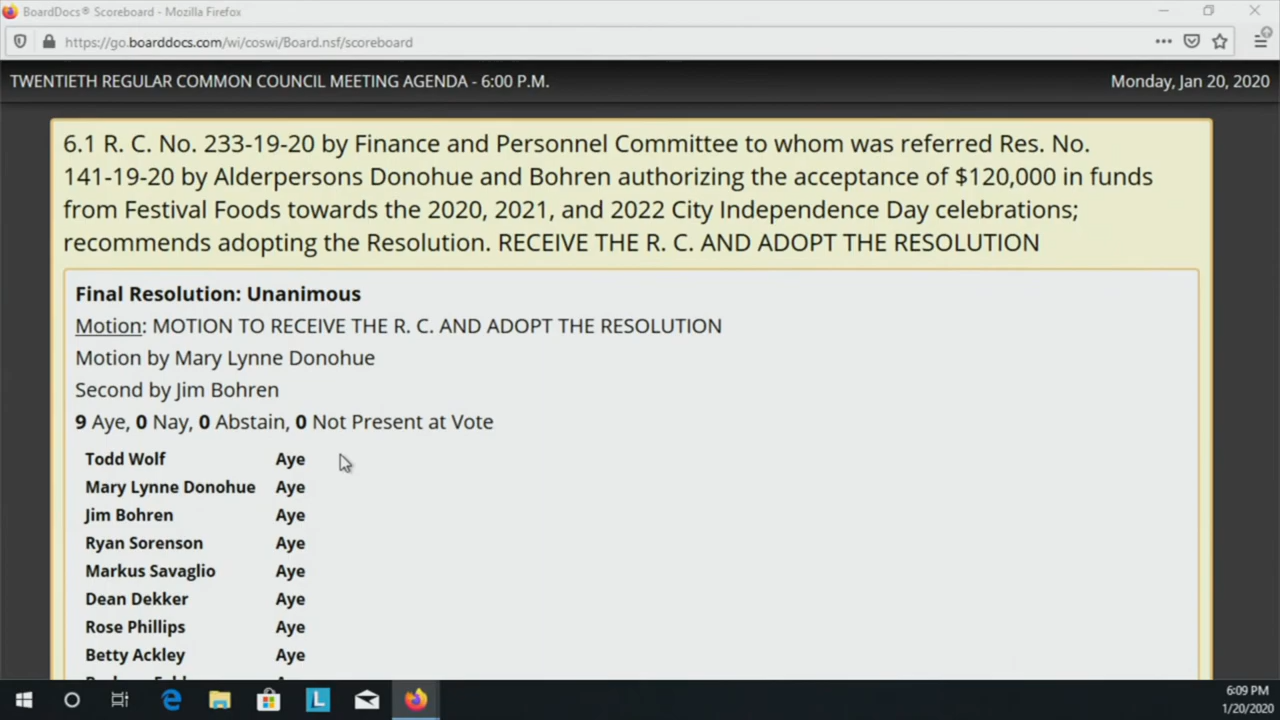 BoardDocs® Scoreboard - Mozilla Firefox
https://go.boarddocs.com/wi/coswi/Board.nsf/scoreboard
TWENTIETH REGULAR COMMON COUNCIL MEETING AGENDA - 6:00 P.M. Monday, Jan 20, 2020
6.1 R. C. No. 233-19-20 by Finance and Personnel Committee to whom was referred Res. No.
141-19-20 by Alderpersons Donohue and Bohren authorizing the acceptance of $120,000 in funds
from Festival Foods towards the 2020, 2021, and 2022 City Independence Day celebrations;
recommends adopting the Resolution. RECEIVE THE R. C. AND ADOPT THE RESOLUTION
Final Resolution: Unanimous
Motion: MOTION TO RECEIVE THE R. C. AND ADOPT THE RESOLUTION
Motion by Mary Lynne Donohue
Second by Jim Bohren
9 Aye, 0 Nay, 0 Abstain, 0 Not Present at Vote
Todd Wolf Aye
Mary Lynne Donohue Aye
Jim Bohren Aye
Ryan Sorenson Aye
Markus Savaglio Aye
Dean Dekker Aye
Rose Phillips Aye
Betty Ackley Aye
L
6:09 PM
1/20/2020